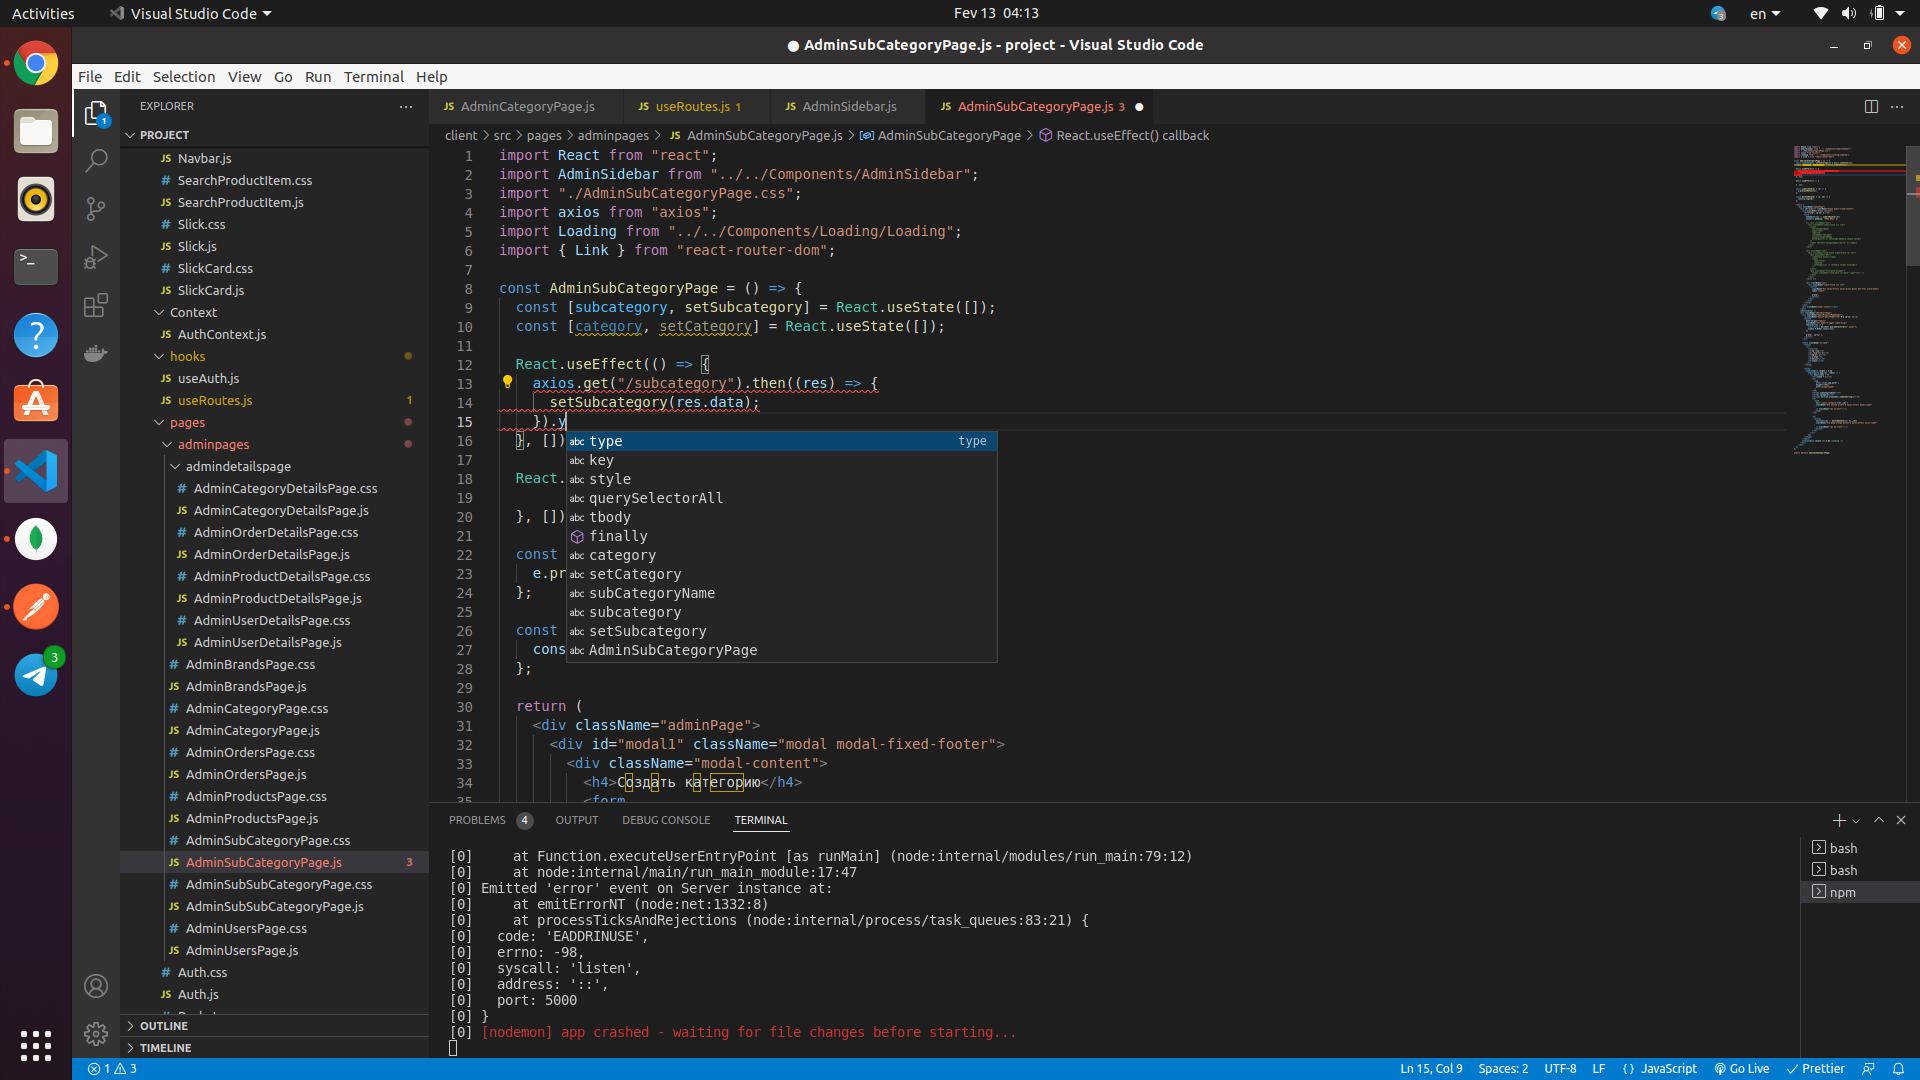 Activities
Visual Studio Code
Fev 13 04:13
en
● AdminSubCategoryPage.js - project - Visual Studio Code
File Edit Selection View Go Run Terminal Help
EXPLORER
PROJECT
JS Navbar.js
# SearchProductItem.css
JS SearchProductItem.js
# Slick.css
JS Slick.js
# SlickCard.css
JS SlickCard.js
Context
JS AuthContext.js
hooks
JS useAuth.js
JS useRoutes.js 1
pages
adminpages
admindetailspage
# AdminCategoryDetailsPage.css
JS AdminCategoryDetailsPage.js
# AdminOrderDetailsPage.css
JS AdminOrderDetailsPage.js
# AdminProductDetailsPage.css
JS AdminProductDetailsPage.js
# AdminUserDetailsPage.css
JS AdminUserDetailsPage.js
# AdminBrandsPage.css
JS AdminBrandsPage.js
# AdminCategoryPage.css
JS AdminCategoryPage.js
# AdminOrdersPage.css
JS AdminOrdersPage.js
# AdminProductsPage.css
JS AdminProductsPage.js
# AdminSubCategoryPage.css
JS AdminSubCategoryPage.js 3
# AdminSubSubCategoryPage.css
JS AdminSubSubCategoryPage.js
# AdminUsersPage.css
JS AdminUsersPage.js
# Auth.css
JS Auth.js
OUTLINE
TIMELINE
JS AdminCategoryPage.js JS useRoutes.js 1 JS AdminSidebar.js JS AdminSubCategoryPage.js 3 ●
client > src > pages > adminpages > JS AdminSubCategoryPage.js > AdminSubCategoryPage > React.useEffect() callback
1 import React from "react";
2 import AdminSidebar from "../../Components/AdminSidebar";
3 import "./AdminSubCategoryPage.css";
4 import axios from "axios";
5 import Loading from "../../Components/Loading/Loading";
6 import { Link } from "react-router-dom";
7
8 const AdminSubCategoryPage = () => {
9 const [subcategory, setSubcategory] = React.useState([]);
10 const [category, setCategory] = React.useState([]);
11
12 React.useEffect(() => {
13 axios.get("/subcategory").then((res) => {
14 setSubcategory(res.data);
15 }).y
16 }, [])
17
18 React.
19
20 }, [])
21
22 const
23 e.pr
24 };
25
26 const
27 cons
28 };
29
30 return (
31 <div className="adminPage">
32 <div id="modal1" className="modal modal-fixed-footer">
33 <div className="modal-content">
34 <h4>Создать категорию</h4>
35 <form
abc type type
abc key
abc style
abc querySelectorAll
abc tbody
finally
abc category
abc setCategory
abc subCategoryName
abc subcategory
abc setSubcategory
abc AdminSubCategoryPage
PROBLEMS 4 OUTPUT DEBUG CONSOLE TERMINAL
[0] at Function.executeUserEntryPoint [as runMain] (node:internal/modules/run_main:79:12)
[0] at node:internal/main/run_main_module:17:47
[0] Emitted 'error' event on Server instance at:
[0] at emitErrorNT (node:net:1332:8)
[0] at processTicksAndRejections (node:internal/process/task_queues:83:21) {
[0] code: 'EADDRINUSE',
[0] errno: -98,
[0] syscall: 'listen',
[0] address: '::',
[0] port: 5000
[0] }
[0] [nodemon] app crashed - waiting for file changes before starting...
bash
bash
npm
1 3
Ln 15, Col 9 Spaces: 2 UTF-8 LF {} JavaScript Go Live Prettier